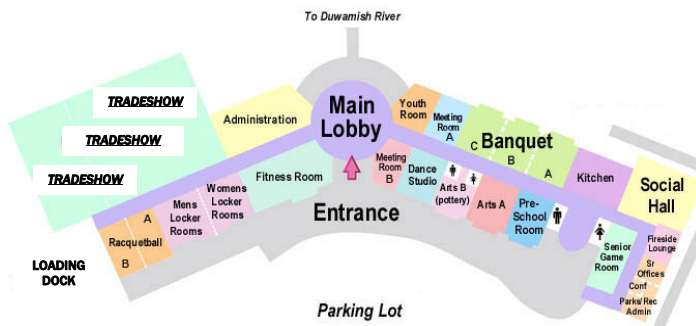 To Duwamish River
TRADESHOW
TRADESHOW
TRADESHOW
Administration
Main
Lobby
Youth
Room
Meeting
Room
A
Banquet
C
B
A
Kitchen
Social
Hall
Fitness Room
Womens
Locker
Rooms
Mens
Locker
Rooms
A
Racquetball
B
Meeting
Room
B
Dance
Studio
Arts B
(pottery)
Arts A
Pre-
School
Room
Senior
Game
Room
Fireside
Lounge
Sr
Offices
Conf
Parks/Rec
Admin
Entrance
LOADING
DOCK
Parking Lot